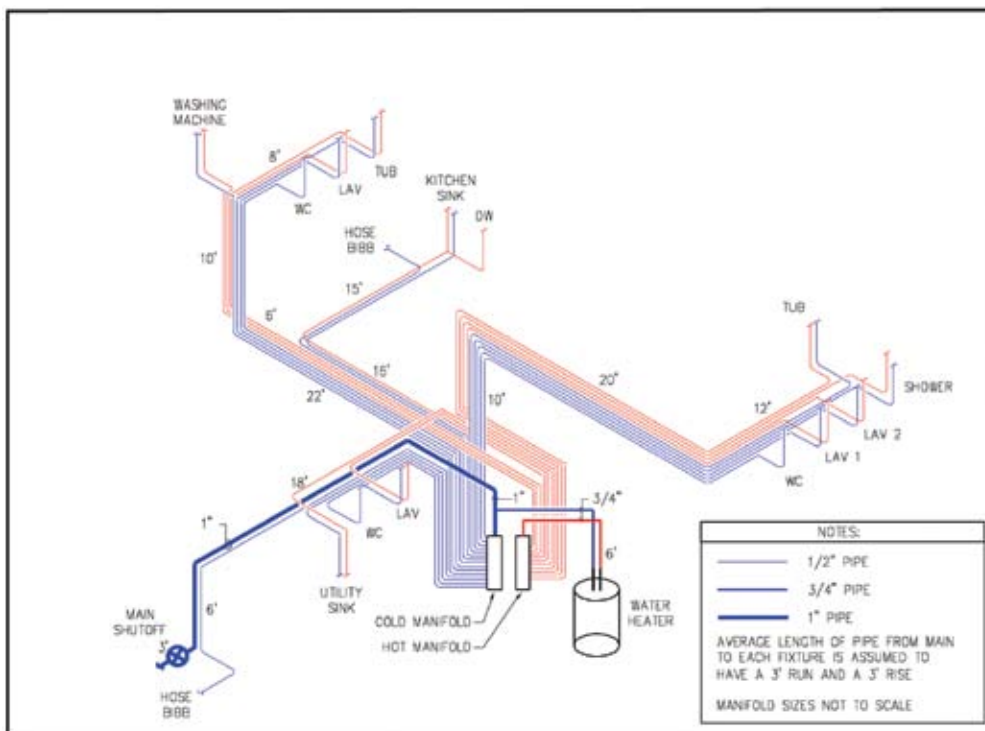 WASHING
MACHINE
8'
TUB
LAV
WC
KITCHEN
SINK
DW
HOSE
BIBB
10'
15'
6'
16'
22'
10'
20'
TUB
SHOWER
12'
LAV 2
LAV 1
WC
18'
LAV
WC
1"
3/4"
1"
6'
6'
UTILITY
SINK
COLD MANIFOLD
HOT MANIFOLD
WATER
HEATER
MAIN
SHUTOFF
3'
HOSE
BIBB
NOTES:
1/2" PIPE
3/4" PIPE
1" PIPE
AVERAGE LENGTH OF PIPE FROM MAIN
TO EACH FIXTURE IS ASSUMED TO
HAVE A 3' RUN AND A 3' RISE
MANIFOLD SIZES NOT TO SCALE